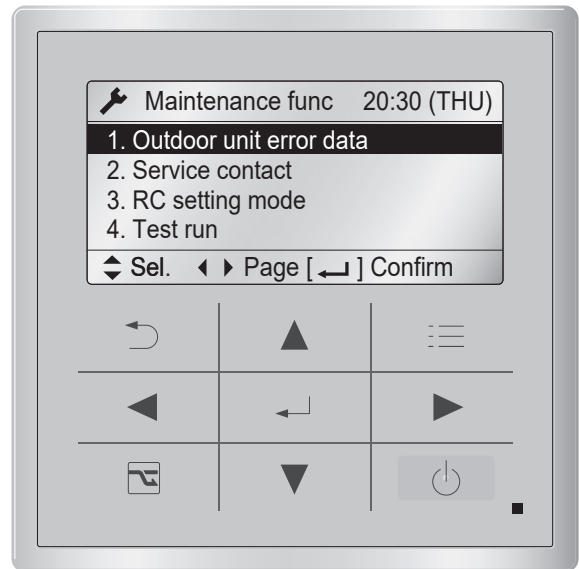 Maintenance func 20:30 (THU)
1. Outdoor unit error data
2. Service contact
3. RC setting mode
4. Test run
Sel. Page [ ] Confirm